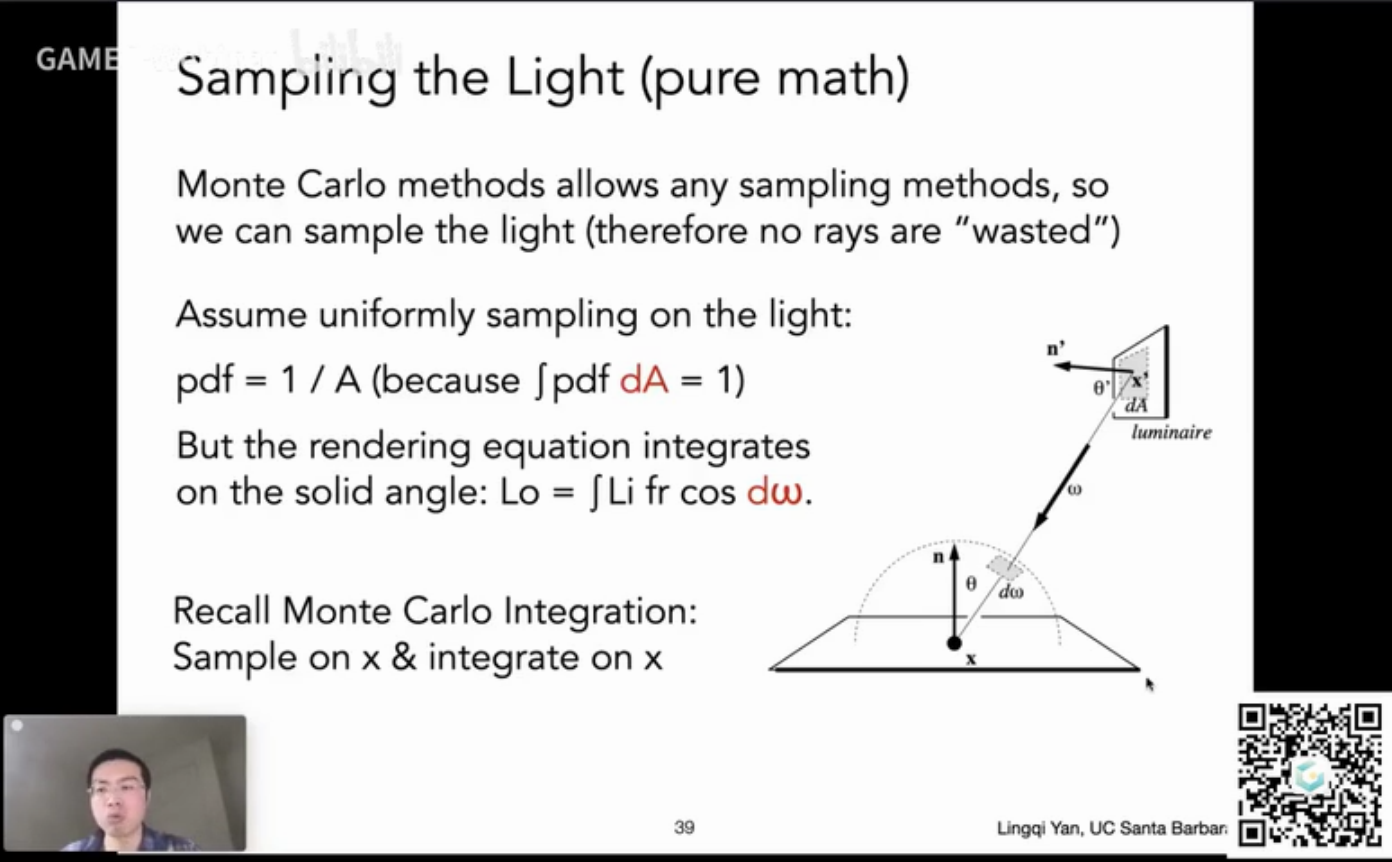 GAME
Sampling the Light (pure math)
Monte Carlo methods allows any sampling methods, so
we can sample the light (therefore no rays are “wasted”)
Assume uniformly sampling on the light:
pdf = 1 / A (because ∫pdf dA = 1)
But the rendering equation integrates
on the solid angle: Lo = ∫Li fr cos dω.
Recall Monte Carlo Integration:
Sample on x & integrate on x
n'
θ'
x'
dA
luminaire
ω
n
θ
dω
x
39
Lingqi Yan, UC Santa Barbar